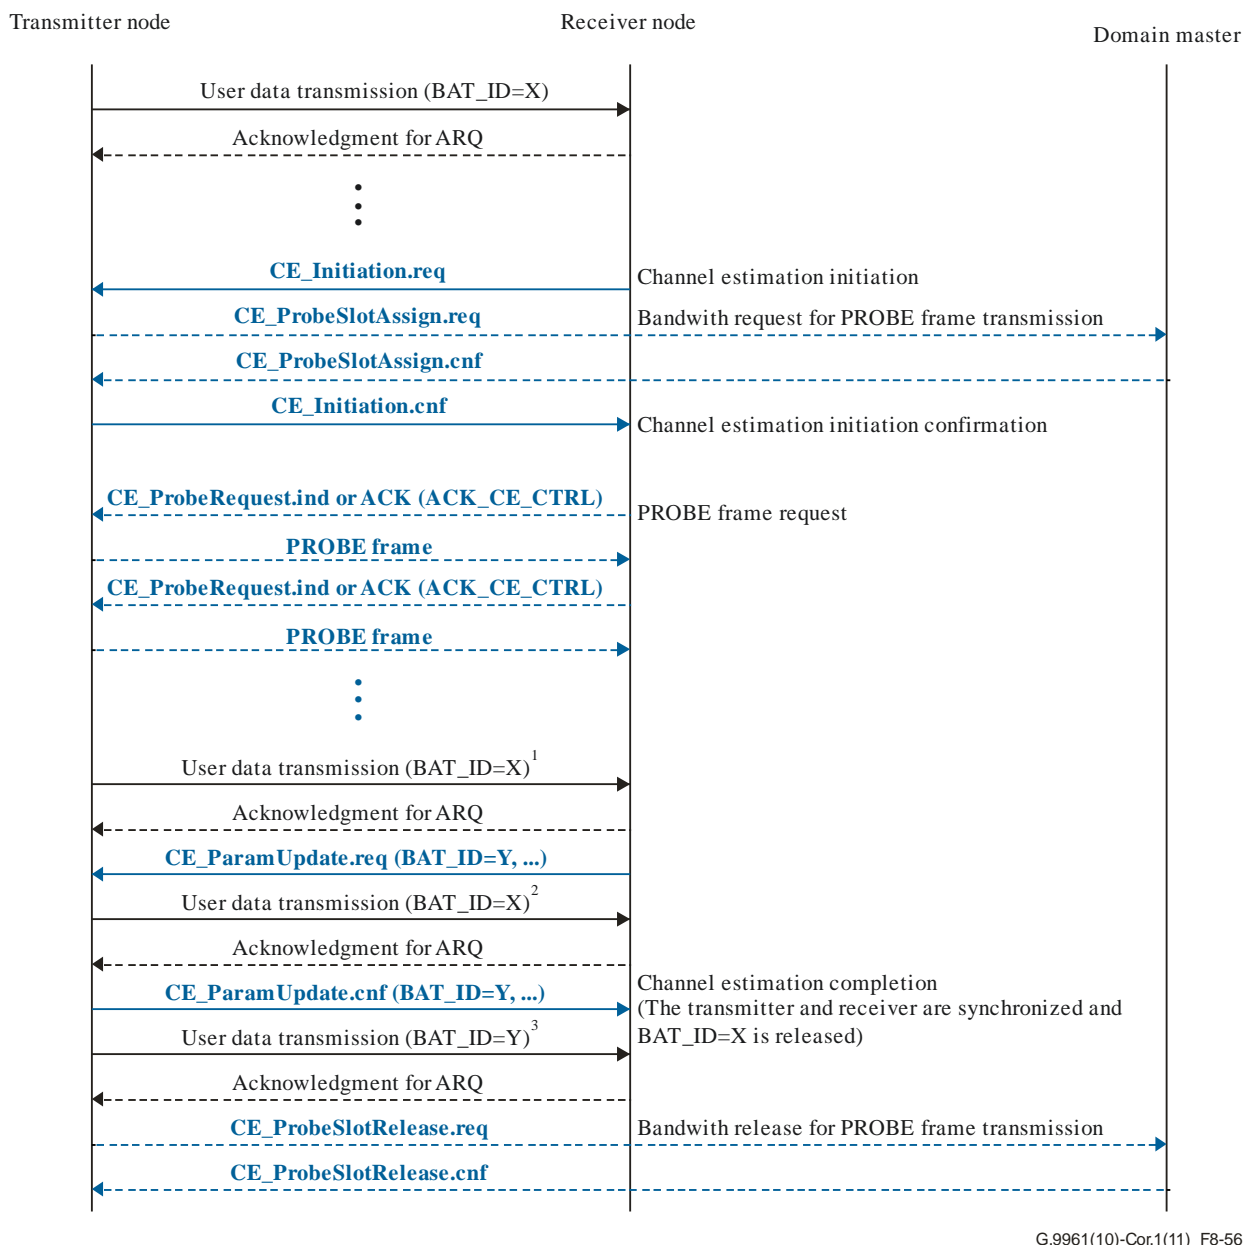 Transmitter node
Receiver node
Domain master
User data transmission (BAT_ID=X)
Acknowledgment for ARQ
CE_Initiation.req
Channel estimation initiation
CE_ProbeSlotAssign.req
Bandwith request for PROBE frame transmission
CE_ProbeSlotAssign.cnf
CE_Initiation.cnf
Channel estimation initiation confirmation
CE_ProbeRequest.ind or ACK (ACK_CE_CTRL)
PROBE frame request
PROBE frame
CE_ProbeRequest.ind or ACK (ACK_CE_CTRL)
PROBE frame
User data transmission (BAT_ID=X)1
Acknowledgment for ARQ
CE_ParamUpdate.req (BAT_ID=Y, ...)
User data transmission (BAT_ID=X)2
Acknowledgment for ARQ
CE_ParamUpdate.cnf (BAT_ID=Y, ...)
Channel estimation completion
(The transmitter and receiver are synchronized and
BAT_ID=X is released)
User data transmission (BAT_ID=Y)3
Acknowledgment for ARQ
CE_ProbeSlotRelease.req
Bandwith release for PROBE frame transmission
CE_ProbeSlotRelease.cnf
G.9961(10)-Cor.1(11)_F8-56